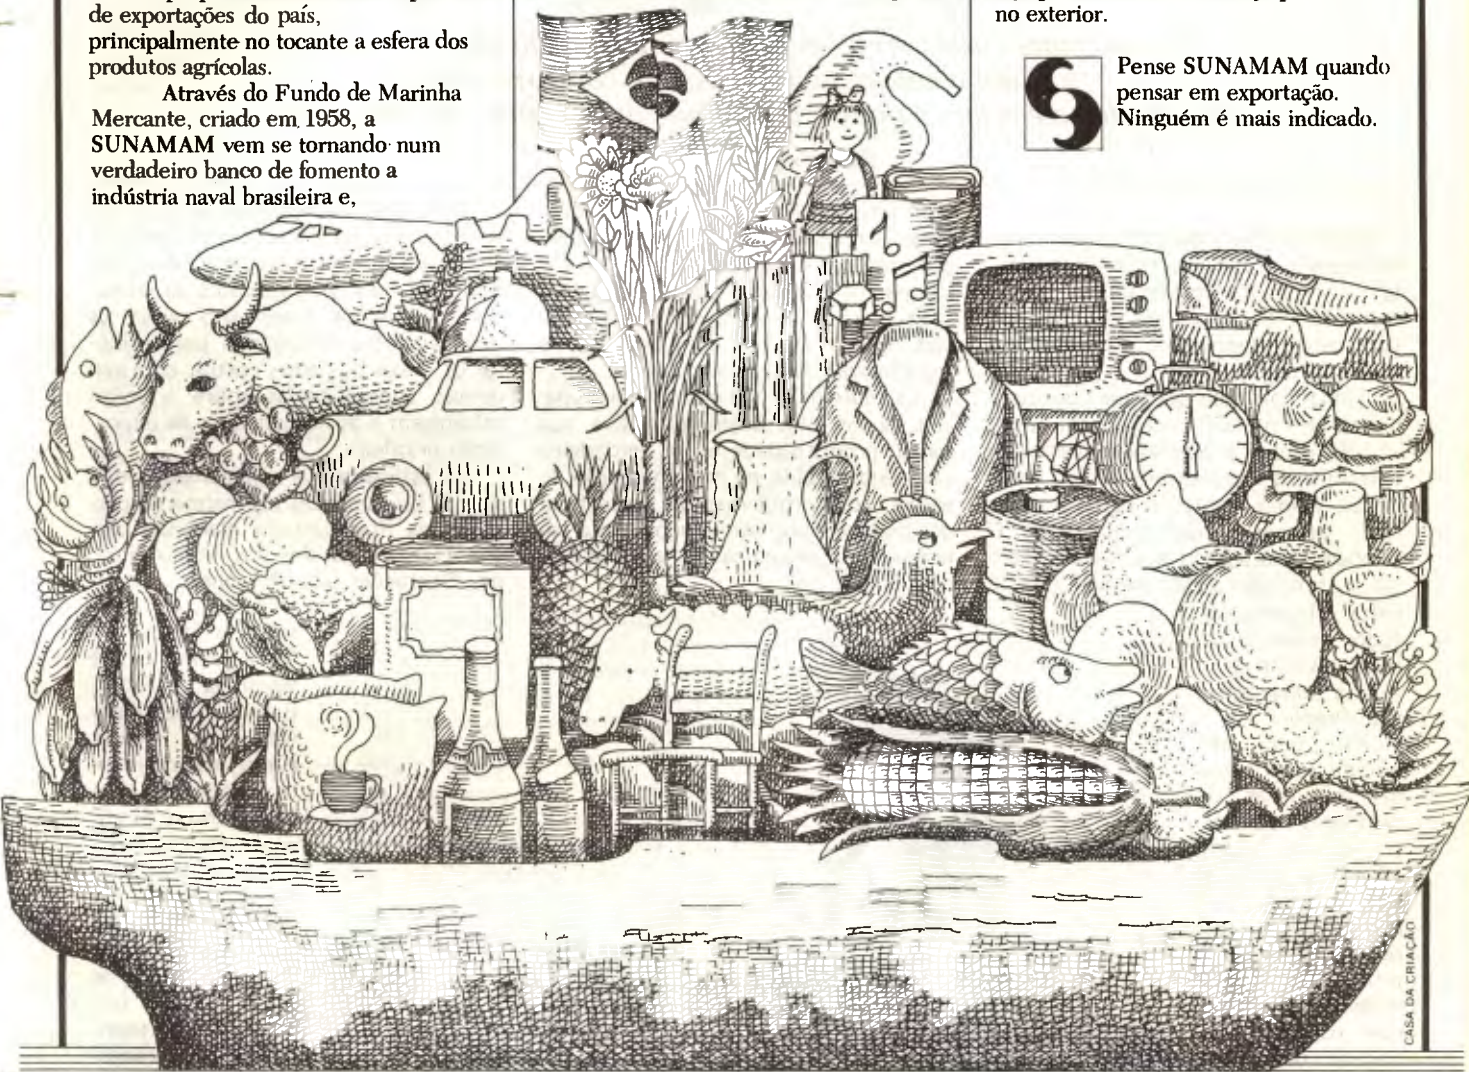 de exportações do país,
principalmente no tocante a esfera dos
produtos agrícolas.
Através do Fundo de Marinha
Mercante, criado em 1958, a
SUNAMAM vem se tornando num
verdadeiro banco de fomento a
indústria naval brasileira e,
no exterior.
Pense SUNAMAM quando
pensar em exportação.
Ninguém é mais indicado.
CASA DA CRIAÇÃO